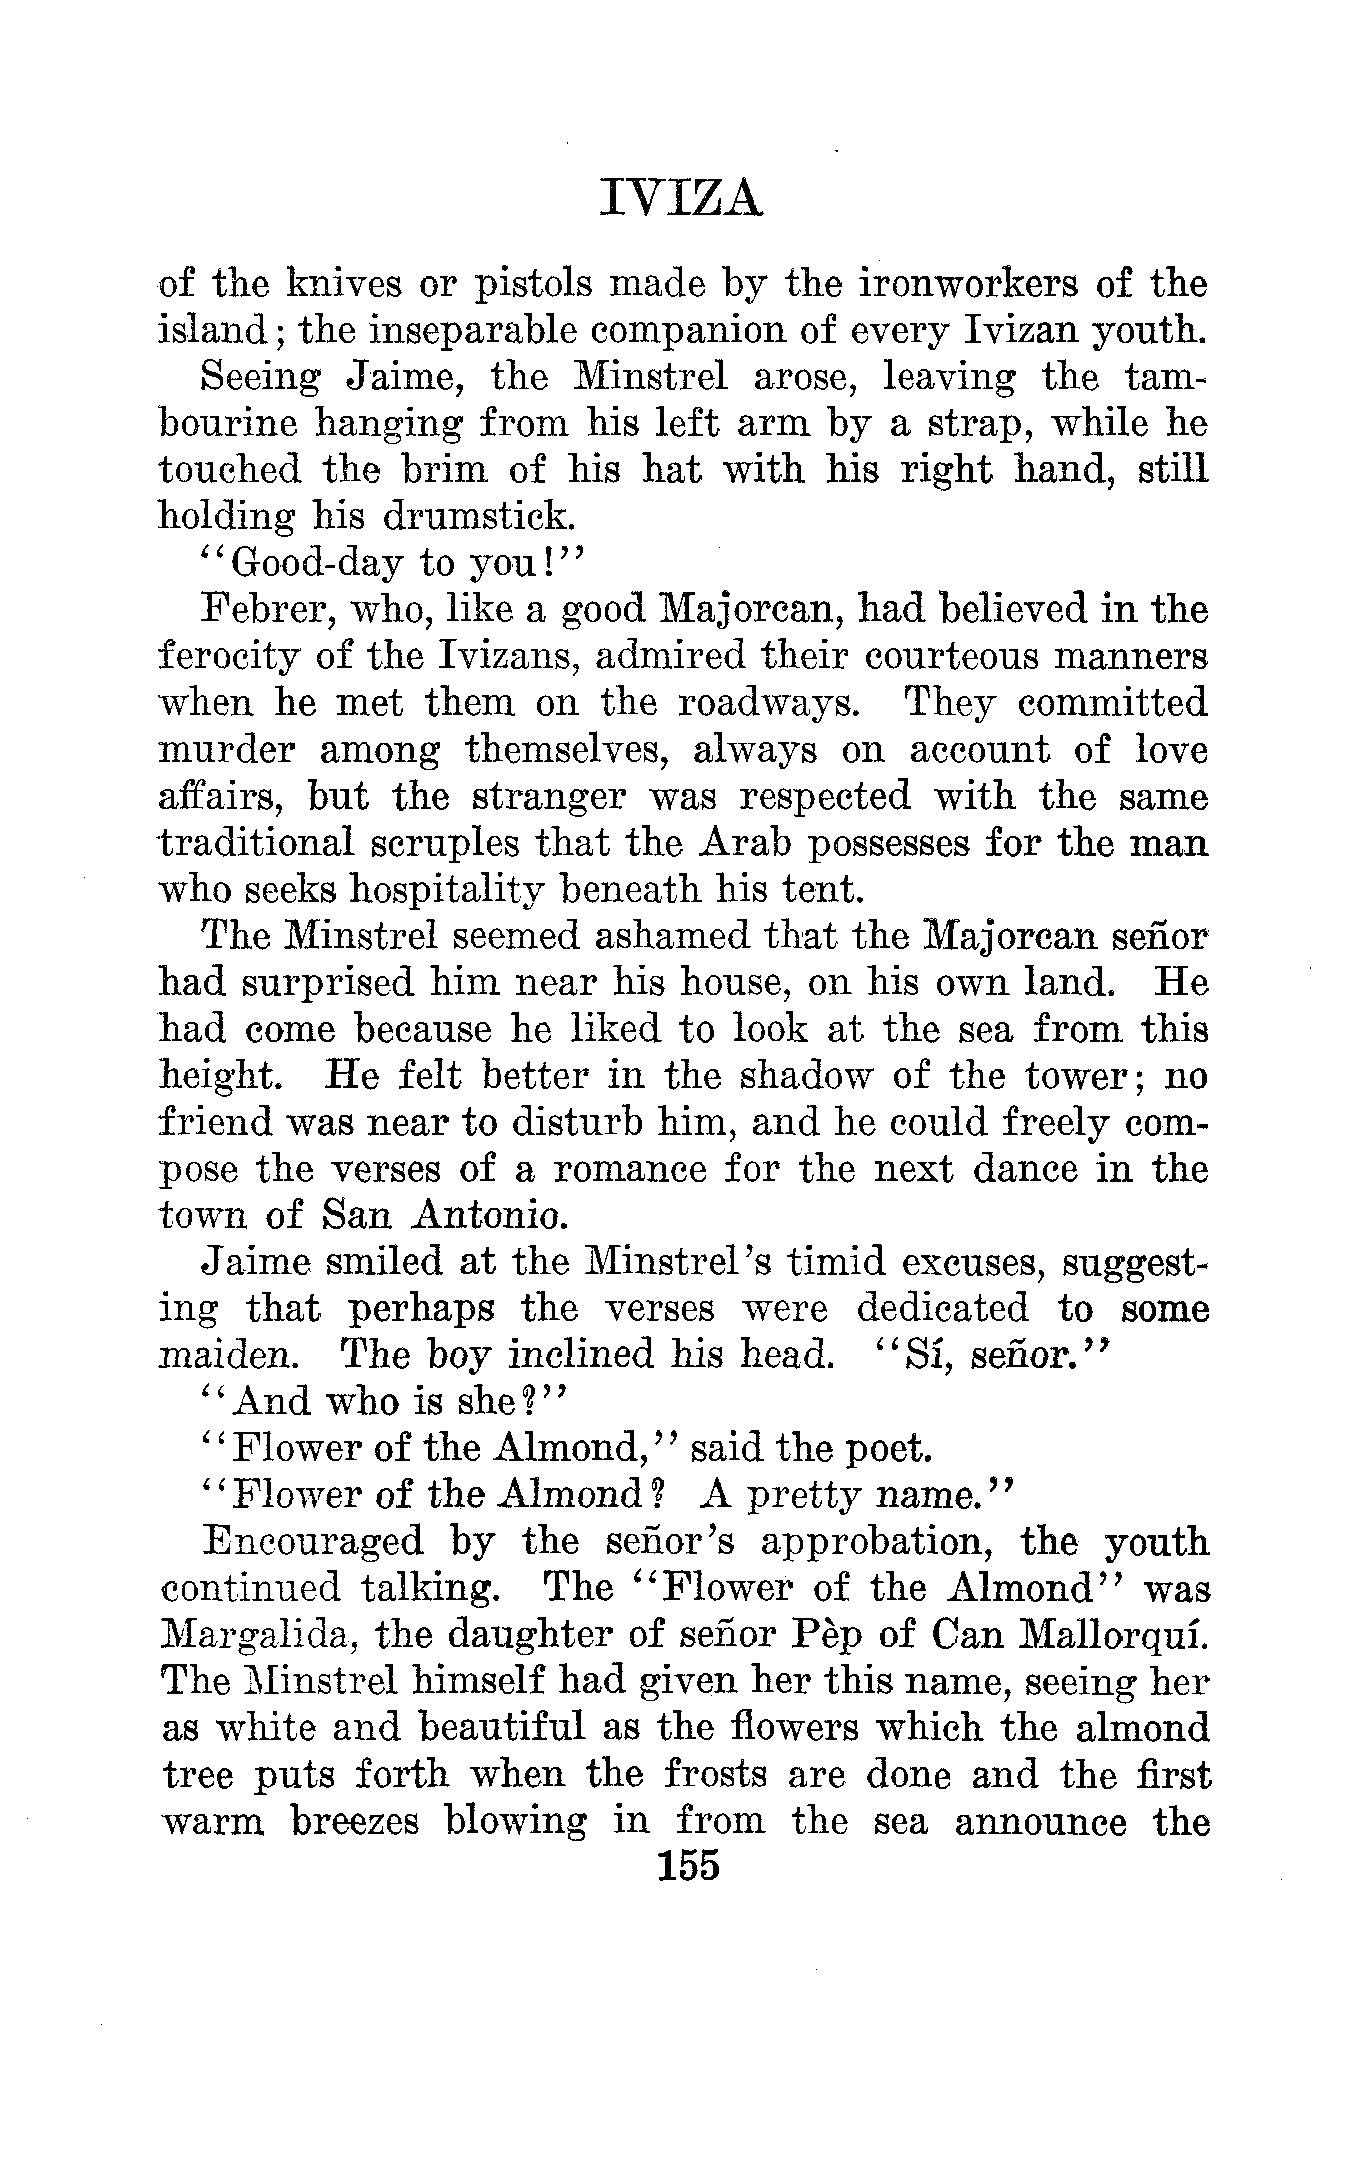 IVIZA
of the knives or pistols made by the ironworkers of the
island; the inseparable companion of every Ivizan youth.
Seeing Jaime, the Minstrel arose, leaving the tam-
bourine hanging from his left arm by a strap, while he
touched the brim of his hat with his right hand, still
holding his drumstick.
"Good-day to you!"
Febrer, who, like a good Majorcan, had believed in the
ferocity of the Ivizans, admired their courteous manners
when he met them on the roadways. They committed
murder among themselves, always on account of love
affairs, but the stranger was respected with the same
traditional scruples that the Arab possesses for the man
who seeks hospitality beneath his tent.
The Minstrel seemed ashamed that the Majorcan señor
had surprised him near his house, on his own land. He
had come because he liked to look at the sea from this
height. He felt better in the shadow of the tower; no
friend was near to disturb him, and he could freely com-
pose the verses of a romance for the next dance in the
town of San Antonio.
Jaime smiled at the Minstrel's timid excuses, suggest-
ing that perhaps the verses were dedicated to some
maiden. The boy inclined his head. "Sí, señor."
"And who is she?"
"Flower of the Almond," said the poet.
"Flower of the Almond? A pretty name."
Encouraged by the señor's approbation, the youth
continued talking. The "Flower of the Almond" was
Margalida, the daughter of señor Pèp of Can Mallorquí.
The Minstrel himself had given her this name, seeing her
as white and beautiful as the flowers which the almond
tree puts forth when the frosts are done and the first
warm breezes blowing in from the sea announce the
155